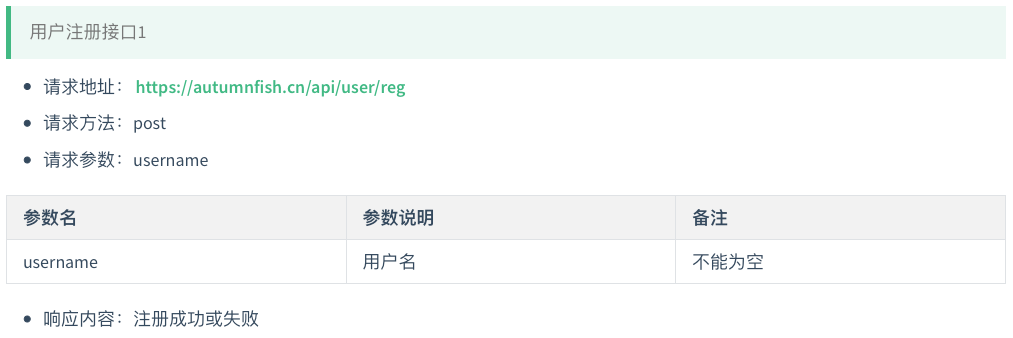 用户注册接口1
请求地址：https://autumnfish.cn/api/user/reg
请求方法：post
请求参数：username
参数名 参数说明 备注
username 用户名 不能为空
响应内容：注册成功或失败